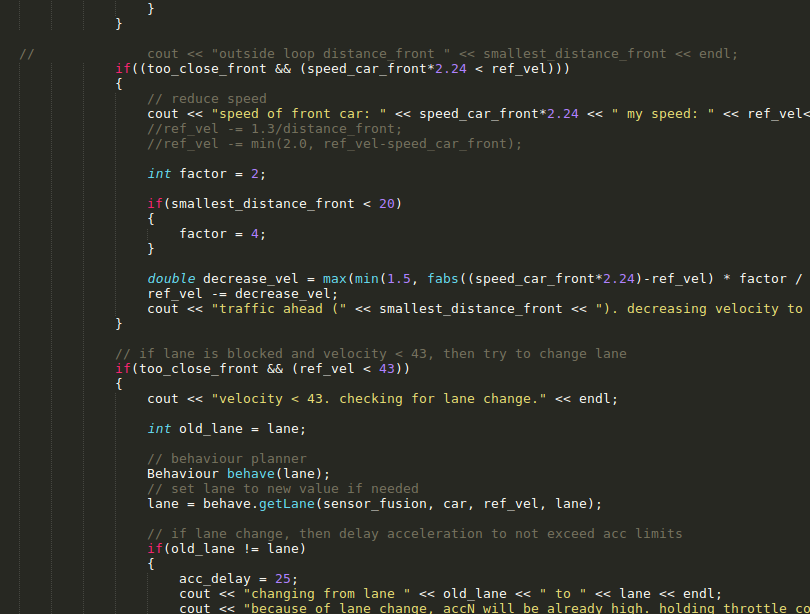 }
}
//              cout << "outside loop distance_front " << smallest_distance_front << endl;
if((too_close_front && (speed_car_front*2.24 < ref_vel)))
{
// reduce speed
cout << "speed of front car: " << speed_car_front*2.24 << " my speed: " << ref_vel<
//ref_vel -= 1.3/distance_front;
//ref_vel -= min(2.0, ref_vel-speed_car_front);
int factor = 2;
if(smallest_distance_front < 20)
{
factor = 4;
}
double decrease_vel = max(min(1.5, fabs((speed_car_front*2.24)-ref_vel) * factor /
ref_vel -= decrease_vel;
cout << "traffic ahead (" << smallest_distance_front << "). decreasing velocity to
}
// if lane is blocked and velocity < 43, then try to change lane
if(too_close_front && (ref_vel < 43))
{
cout << "velocity < 43. checking for lane change." << endl;
int old_lane = lane;
// behaviour planner
Behaviour behave(lane);
// set lane to new value if needed
lane = behave.getLane(sensor_fusion, car, ref_vel, lane);
// if lane change, then delay acceleration to not exceed acc limits
if(old_lane != lane)
{
acc_delay = 25;
cout << "changing from lane " << old_lane << " to " << lane << endl;
cout << "because of lane change, accN will be already high. holding throttle co